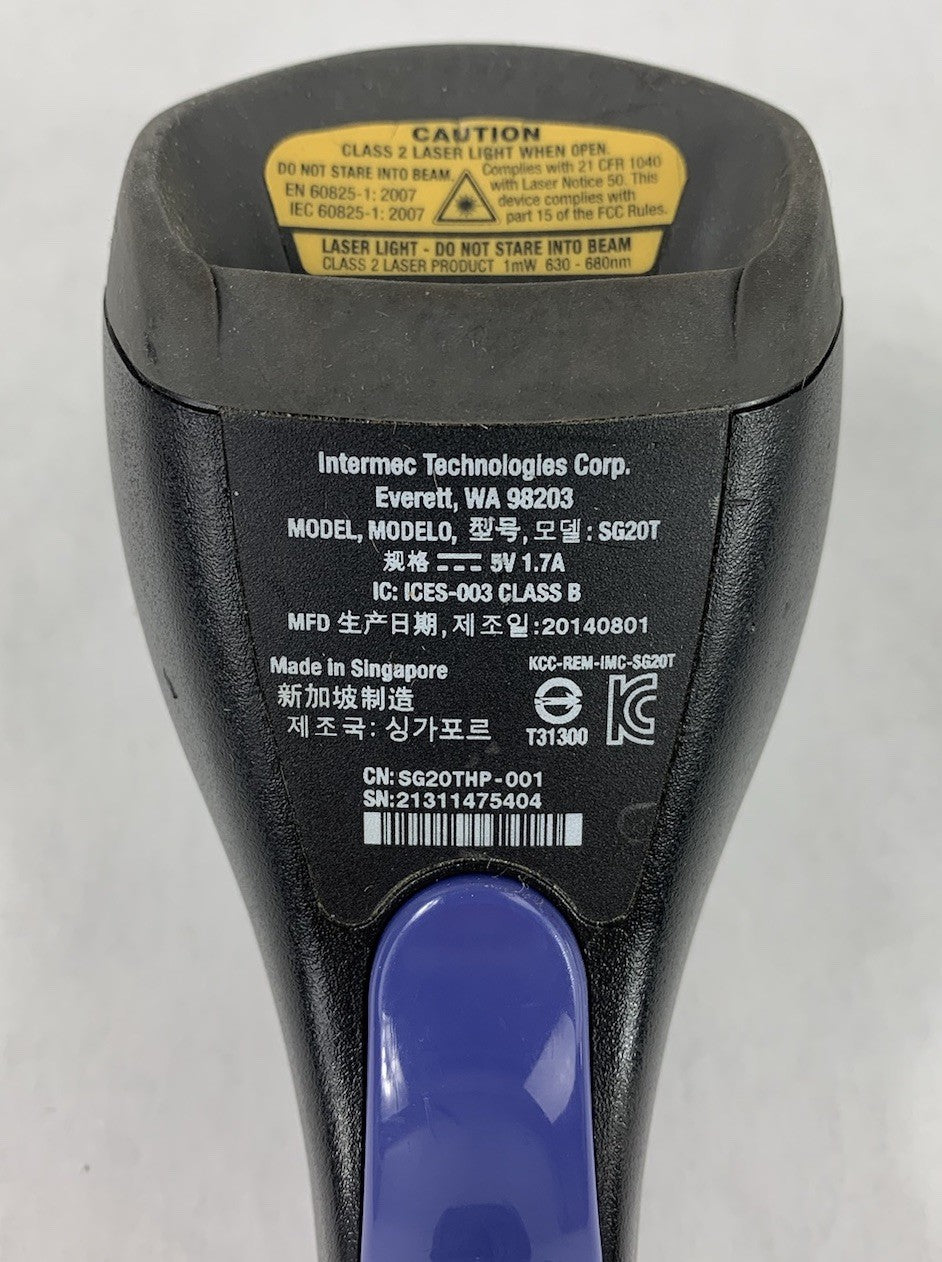 CAUTION
CLASS 2 LASER LIGHT WHEN OPEN.
DO NOT STARE INTO BEAM.
EN 60825-1: 2007
IEC 60825-1: 2007
Complies with 21 CFR 1040
with Laser Notice 50. This
device complies with
part 15 of the FCC Rules.
LASER LIGHT - DO NOT STARE INTO BEAM
CLASS 2 LASER PRODUCT 1mW 630 - 680nm
Intermec Technologies Corp.
Everett, WA 98203
MODEL, MODELO, 型号, 모델: SG20T
规格 ⎓ 5V 1.7A
IC: ICES-003 CLASS B
MFD 生产日期, 제조일:20140801
Made in Singapore
新加坡制造
제조국: 싱가포르
KCC-REM-IMC-SG20T
T31300
CN: SG20THP-001
SN:21311475404